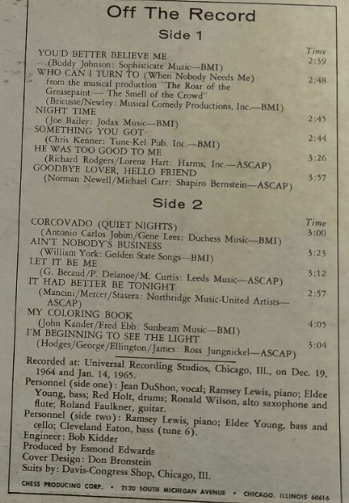 Off The Record
Side 1
Time
YOU'D BETTER BELIEVE ME 2:39
(Buddy Johnson: Sophisticate Music—BMI)
WHO CAN I TURN TO (When Nobody Needs Me) 2:48
from the musical production "The Roar of the
Greasepaint — The Smell of the Crowd"
(Bricusse/Newley: Musical Comedy Productions, Inc.—BMI)
NIGHT TIME 2:45
(Joe Bailey: Jodax Music—BMI)
SOMETHING YOU GOT 2:44
(Chris Kenner: Tune-Kel Pub. Inc—BMI)
HE WAS TOO GOOD TO ME 3:26
(Richard Rodgers/Lorenz Hart: Harms, Inc.—ASCAP)
GOODBYE LOVER, HELLO FRIEND 3:57
(Norman Newell/Michael Carr: Shapiro Bernstein—ASCAP)
Side 2
Time
CORCOVADO (QUIET NIGHTS) 3:00
(Antonio Carlos Jobim/Gene Lees: Duchess Music—BMI)
AIN'T NOBODY'S BUSINESS 3:23
(William York: Golden State Songs—BMI)
LET IT BE ME 3:12
(G. Becaud/P. Delanoe/M. Curtis: Leeds Music—ASCAP)
IT HAD BETTER BE TONIGHT 2:57
(Mancini/Mercer/Stasera: Northridge Music-United Artists—
ASCAP)
MY COLORING BOOK 4:05
(John Kander/Fred Ebb: Sunbeam Music—BMI)
I'M BEGINNING TO SEE THE LIGHT 3:04
(Hodges/George/Ellington/James: Ross Jungnickel—ASCAP)
Recorded at: Universal Recording Studios, Chicago, Ill., on Dec. 19,
1964 and Jan. 14, 1965.
Personnel (side one): Jean DuShon, vocal; Ramsey Lewis, piano; Eldee
Young, bass; Red Holt, drums; Ronald Wilson, alto saxophone and
flute; Roland Faulkner, guitar.
Personnel (side two): Ramsey Lewis, piano; Eldee Young, bass and
cello; Cleveland Eaton, bass (tune 6).
Engineer: Bob Kidder
Produced by Esmond Edwards
Cover Design: Don Bronstein
Suits by: Davis-Congress Shop, Chicago, Ill.
CHESS PRODUCING CORP. • 2120 SOUTH MICHIGAN AVENUE • CHICAGO, ILLINOIS 60616